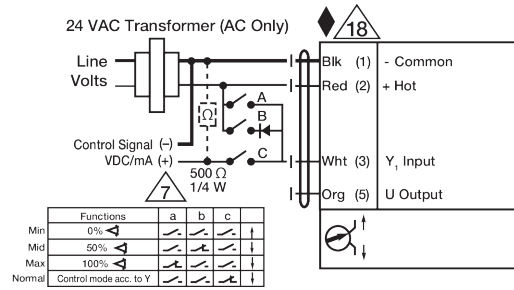 24 VAC Transformer (AC Only)
18
Line
Volts
Blk (1) - Common
Red (2) + Hot
A
Ω
B
Control Signal (−)
VDC/mA (+)
C
Wht (3) Y1 Input
500 Ω
1/4 W
Org (5) U Output
7
Functions a b c
Min 0%
Mid 50%
Max 100%
Normal Control mode acc. to Y